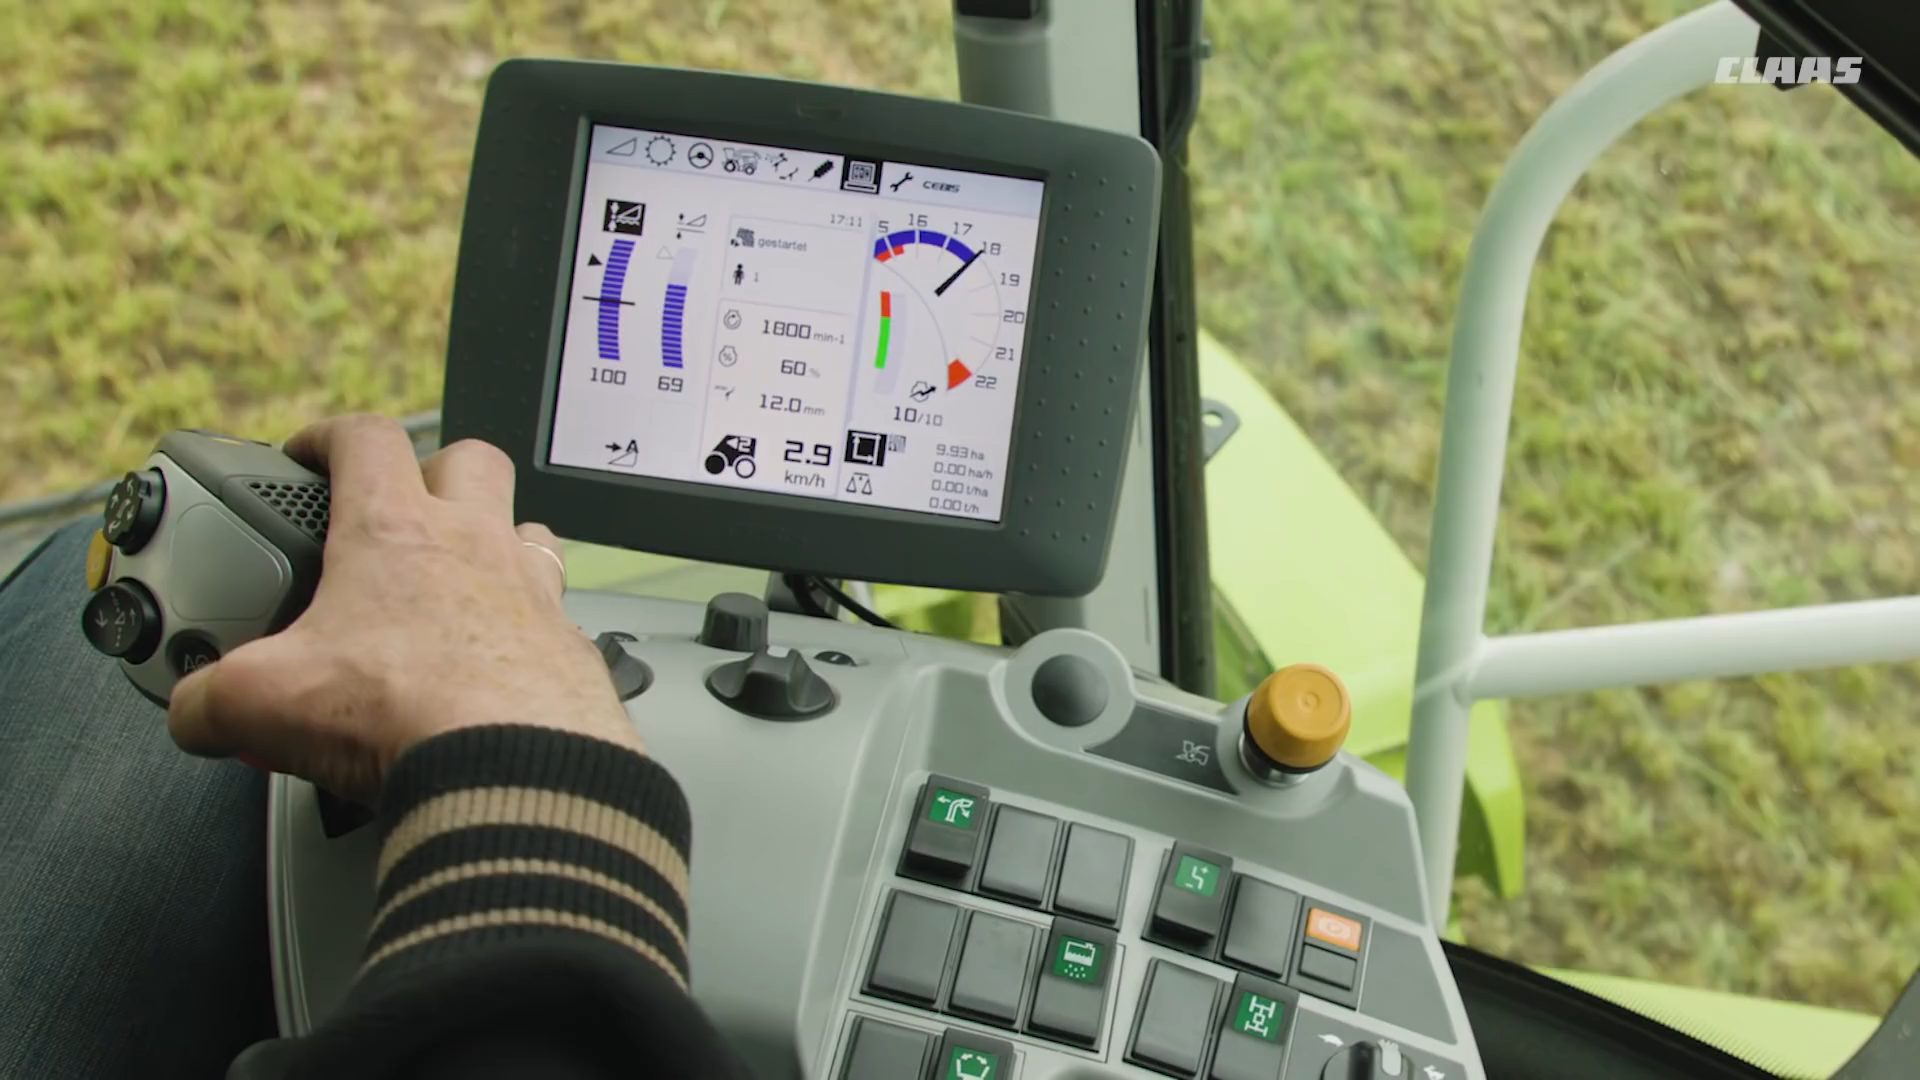 CLAAS
CEBIS
17:11
gestartet
1
1800 min-1
60 %
12.0 mm
2
2.9
km/h
100
69
A
5
16
17
18
19
20
21
22
10/10
9.93 ha
0.00 ha/h
0.00 t/ha
0.00 t/h